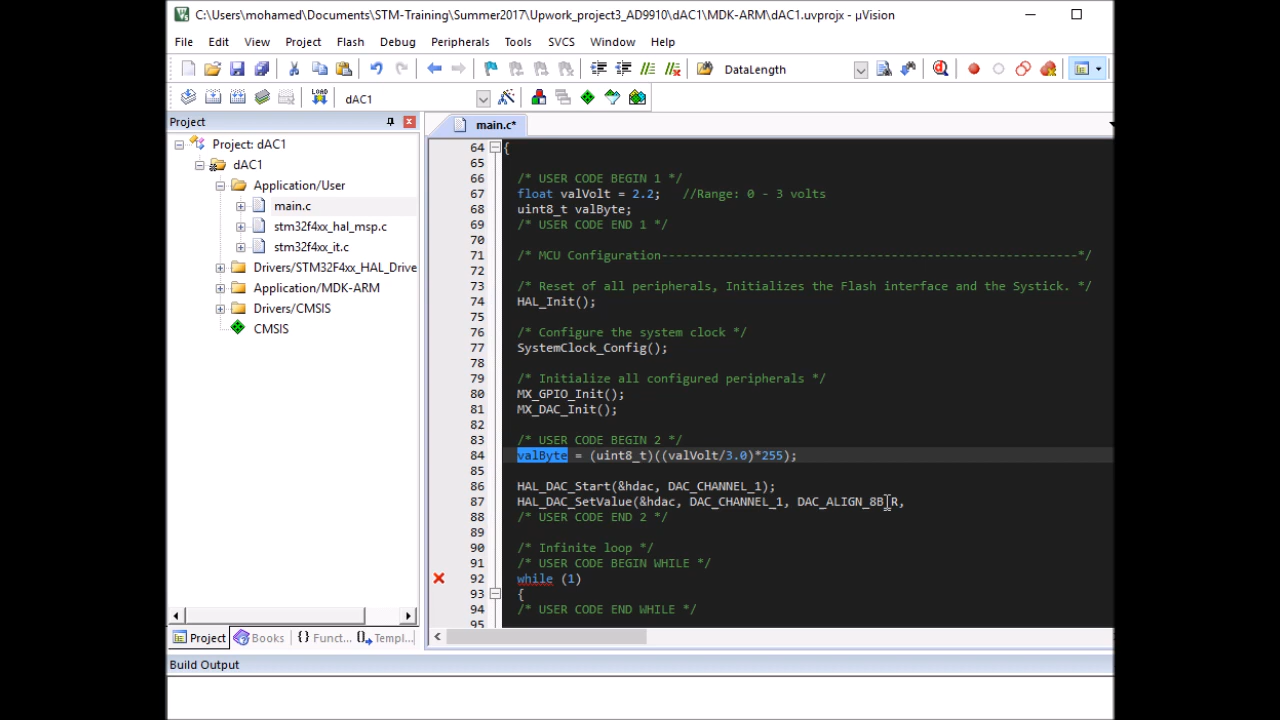 C:\Users\mohamed\Documents\STM-Training\Summer2017\Upwork_project3_AD9910\dAC1\MDK-ARM\dAC1.uvprojx - µVision
File Edit View Project Flash Debug Peripherals Tools SVCS Window Help
DataLength
LOAD dAC1
Project
main.c*
Project: dAC1
dAC1
Application/User
main.c
stm32f4xx_hal_msp.c
stm32f4xx_it.c
Drivers/STM32F4xx_HAL_Drive
Application/MDK-ARM
Drivers/CMSIS
CMSIS
64 {
65
66 /* USER CODE BEGIN 1 */
67 float valVolt = 2.2; //Range: 0 - 3 volts
68 uint8_t valByte;
69 /* USER CODE END 1 */
70
71 /* MCU Configuration----------------------------------------------------------*/
72
73 /* Reset of all peripherals, Initializes the Flash interface and the Systick. */
74 HAL_Init();
75
76 /* Configure the system clock */
77 SystemClock_Config();
78
79 /* Initialize all configured peripherals */
80 MX_GPIO_Init();
81 MX_DAC_Init();
82
83 /* USER CODE BEGIN 2 */
84 valByte = (uint8_t)((valVolt/3.0)*255);
85
86 HAL_DAC_Start(&hdac, DAC_CHANNEL_1);
87 HAL_DAC_SetValue(&hdac, DAC_CHANNEL_1, DAC_ALIGN_8B_R,
88 /* USER CODE END 2 */
89
90 /* Infinite loop */
91 /* USER CODE BEGIN WHILE */
92 while (1)
93 {
94 /* USER CODE END WHILE */
95
Project Books {} Funct... Templ...
Build Output